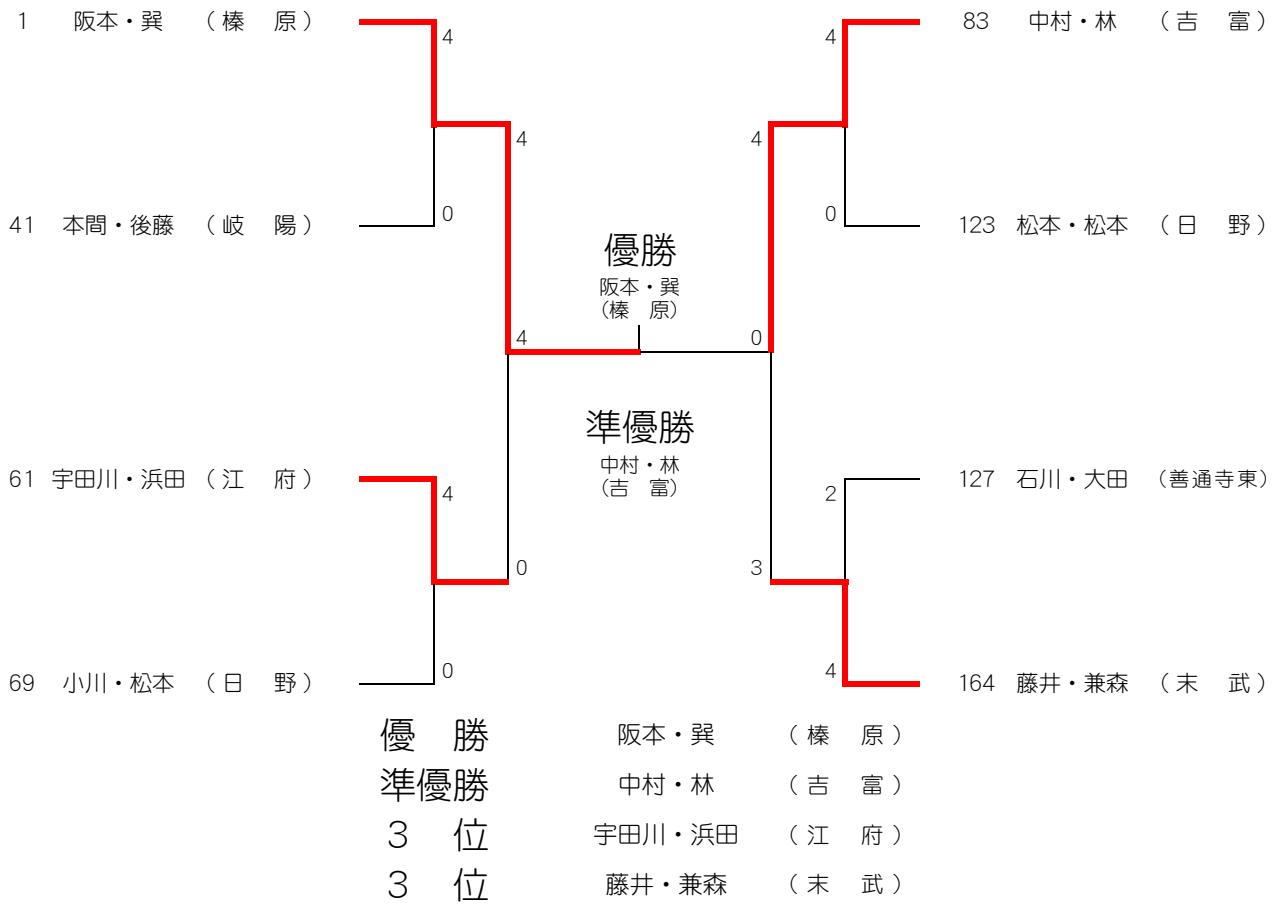 1 阪本・巽 （榛 原）
4
4
83 中村・林 （吉 富）
4
4
41 本間・後藤 （岐 陽）
0
0
123 松本・松本 （日 野）
優勝
阪本・巽
（榛 原）
4
0
準優勝
中村・林
（吉 富）
61 宇田川・浜田 （江 府）
4
2
127 石川・大田 （善通寺東）
0
3
69 小川・松本 （日 野）
0
4
164 藤井・兼森 （末 武）
優 勝 阪本・巽 （榛 原）
準優勝 中村・林 （吉 富）
３ 位 宇田川・浜田 （江 府）
３ 位 藤井・兼森 （末 武）